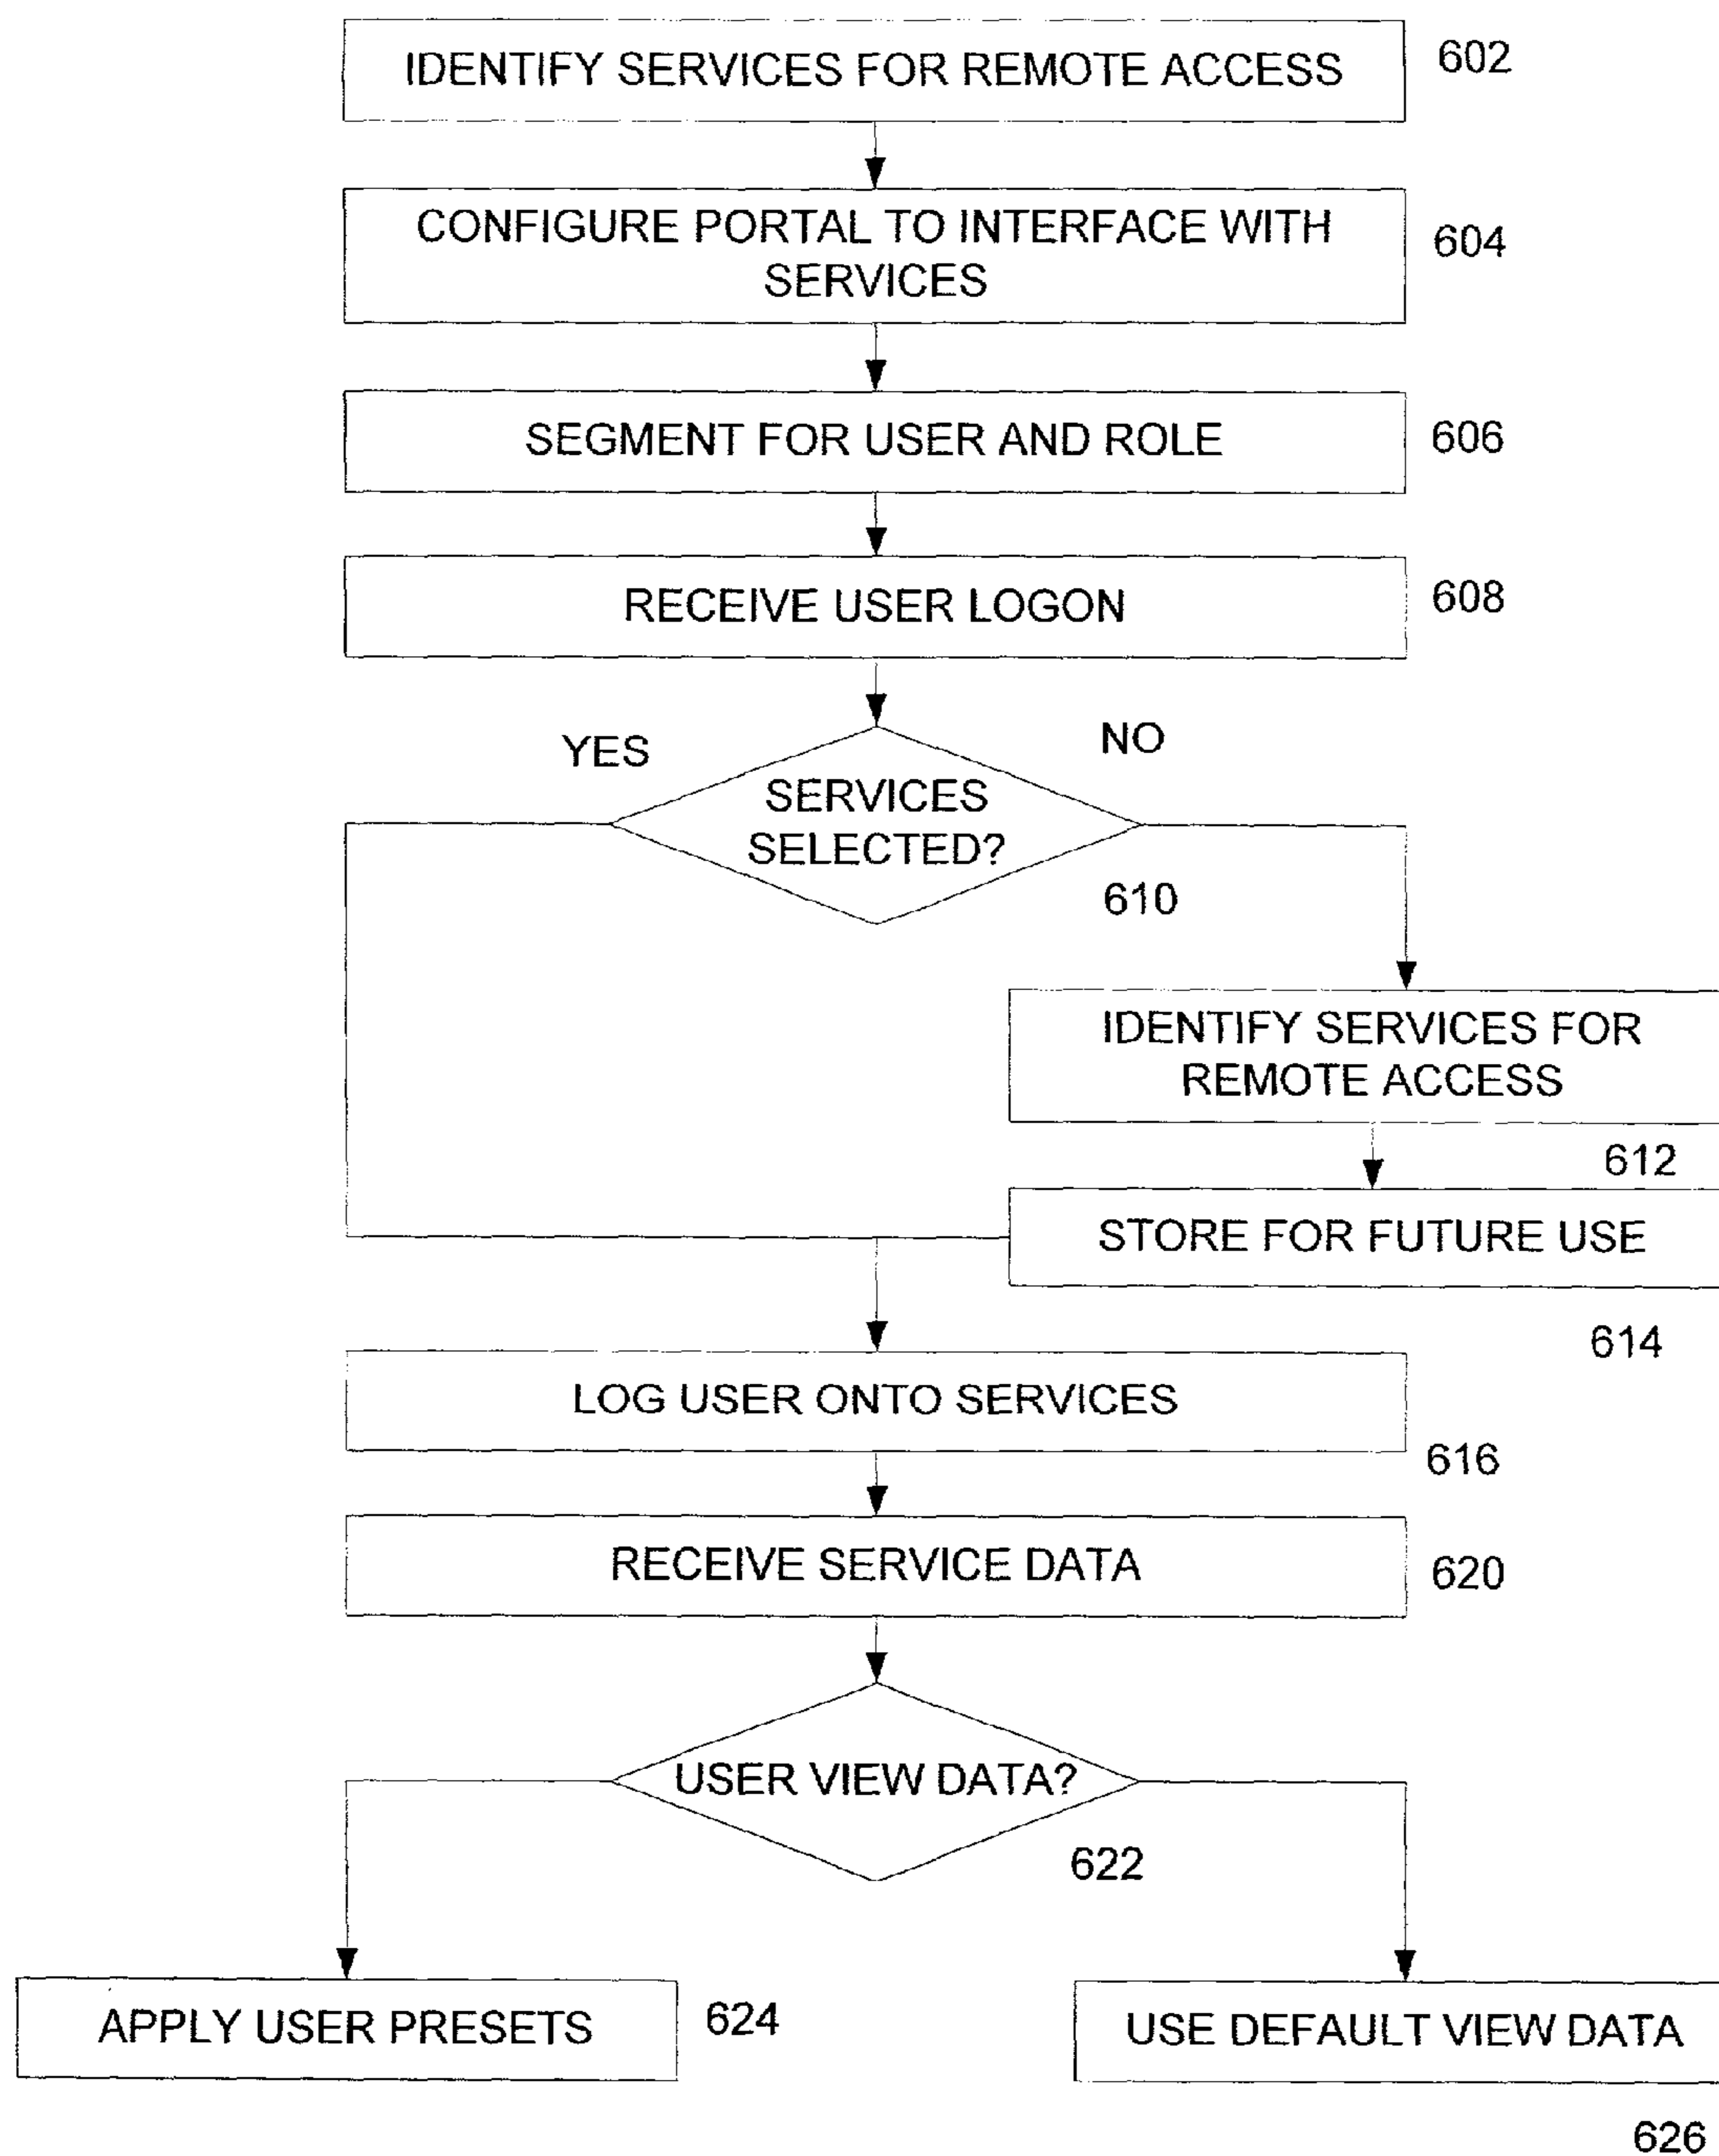 IDENTIFY SERVICES FOR REMOTE ACCESS
602
CONFIGURE PORTAL TO INTERFACE WITH
SERVICES
604
SEGMENT FOR USER AND ROLE
606
RECEIVE USER LOGON
608
YES
NO
SERVICES
SELECTED?
610
IDENTIFY SERVICES FOR
REMOTE ACCESS
612
STORE FOR FUTURE USE
614
LOG USER ONTO SERVICES
616
RECEIVE SERVICE DATA
620
USER VIEW DATA?
622
APPLY USER PRESETS
624
USE DEFAULT VIEW DATA
626